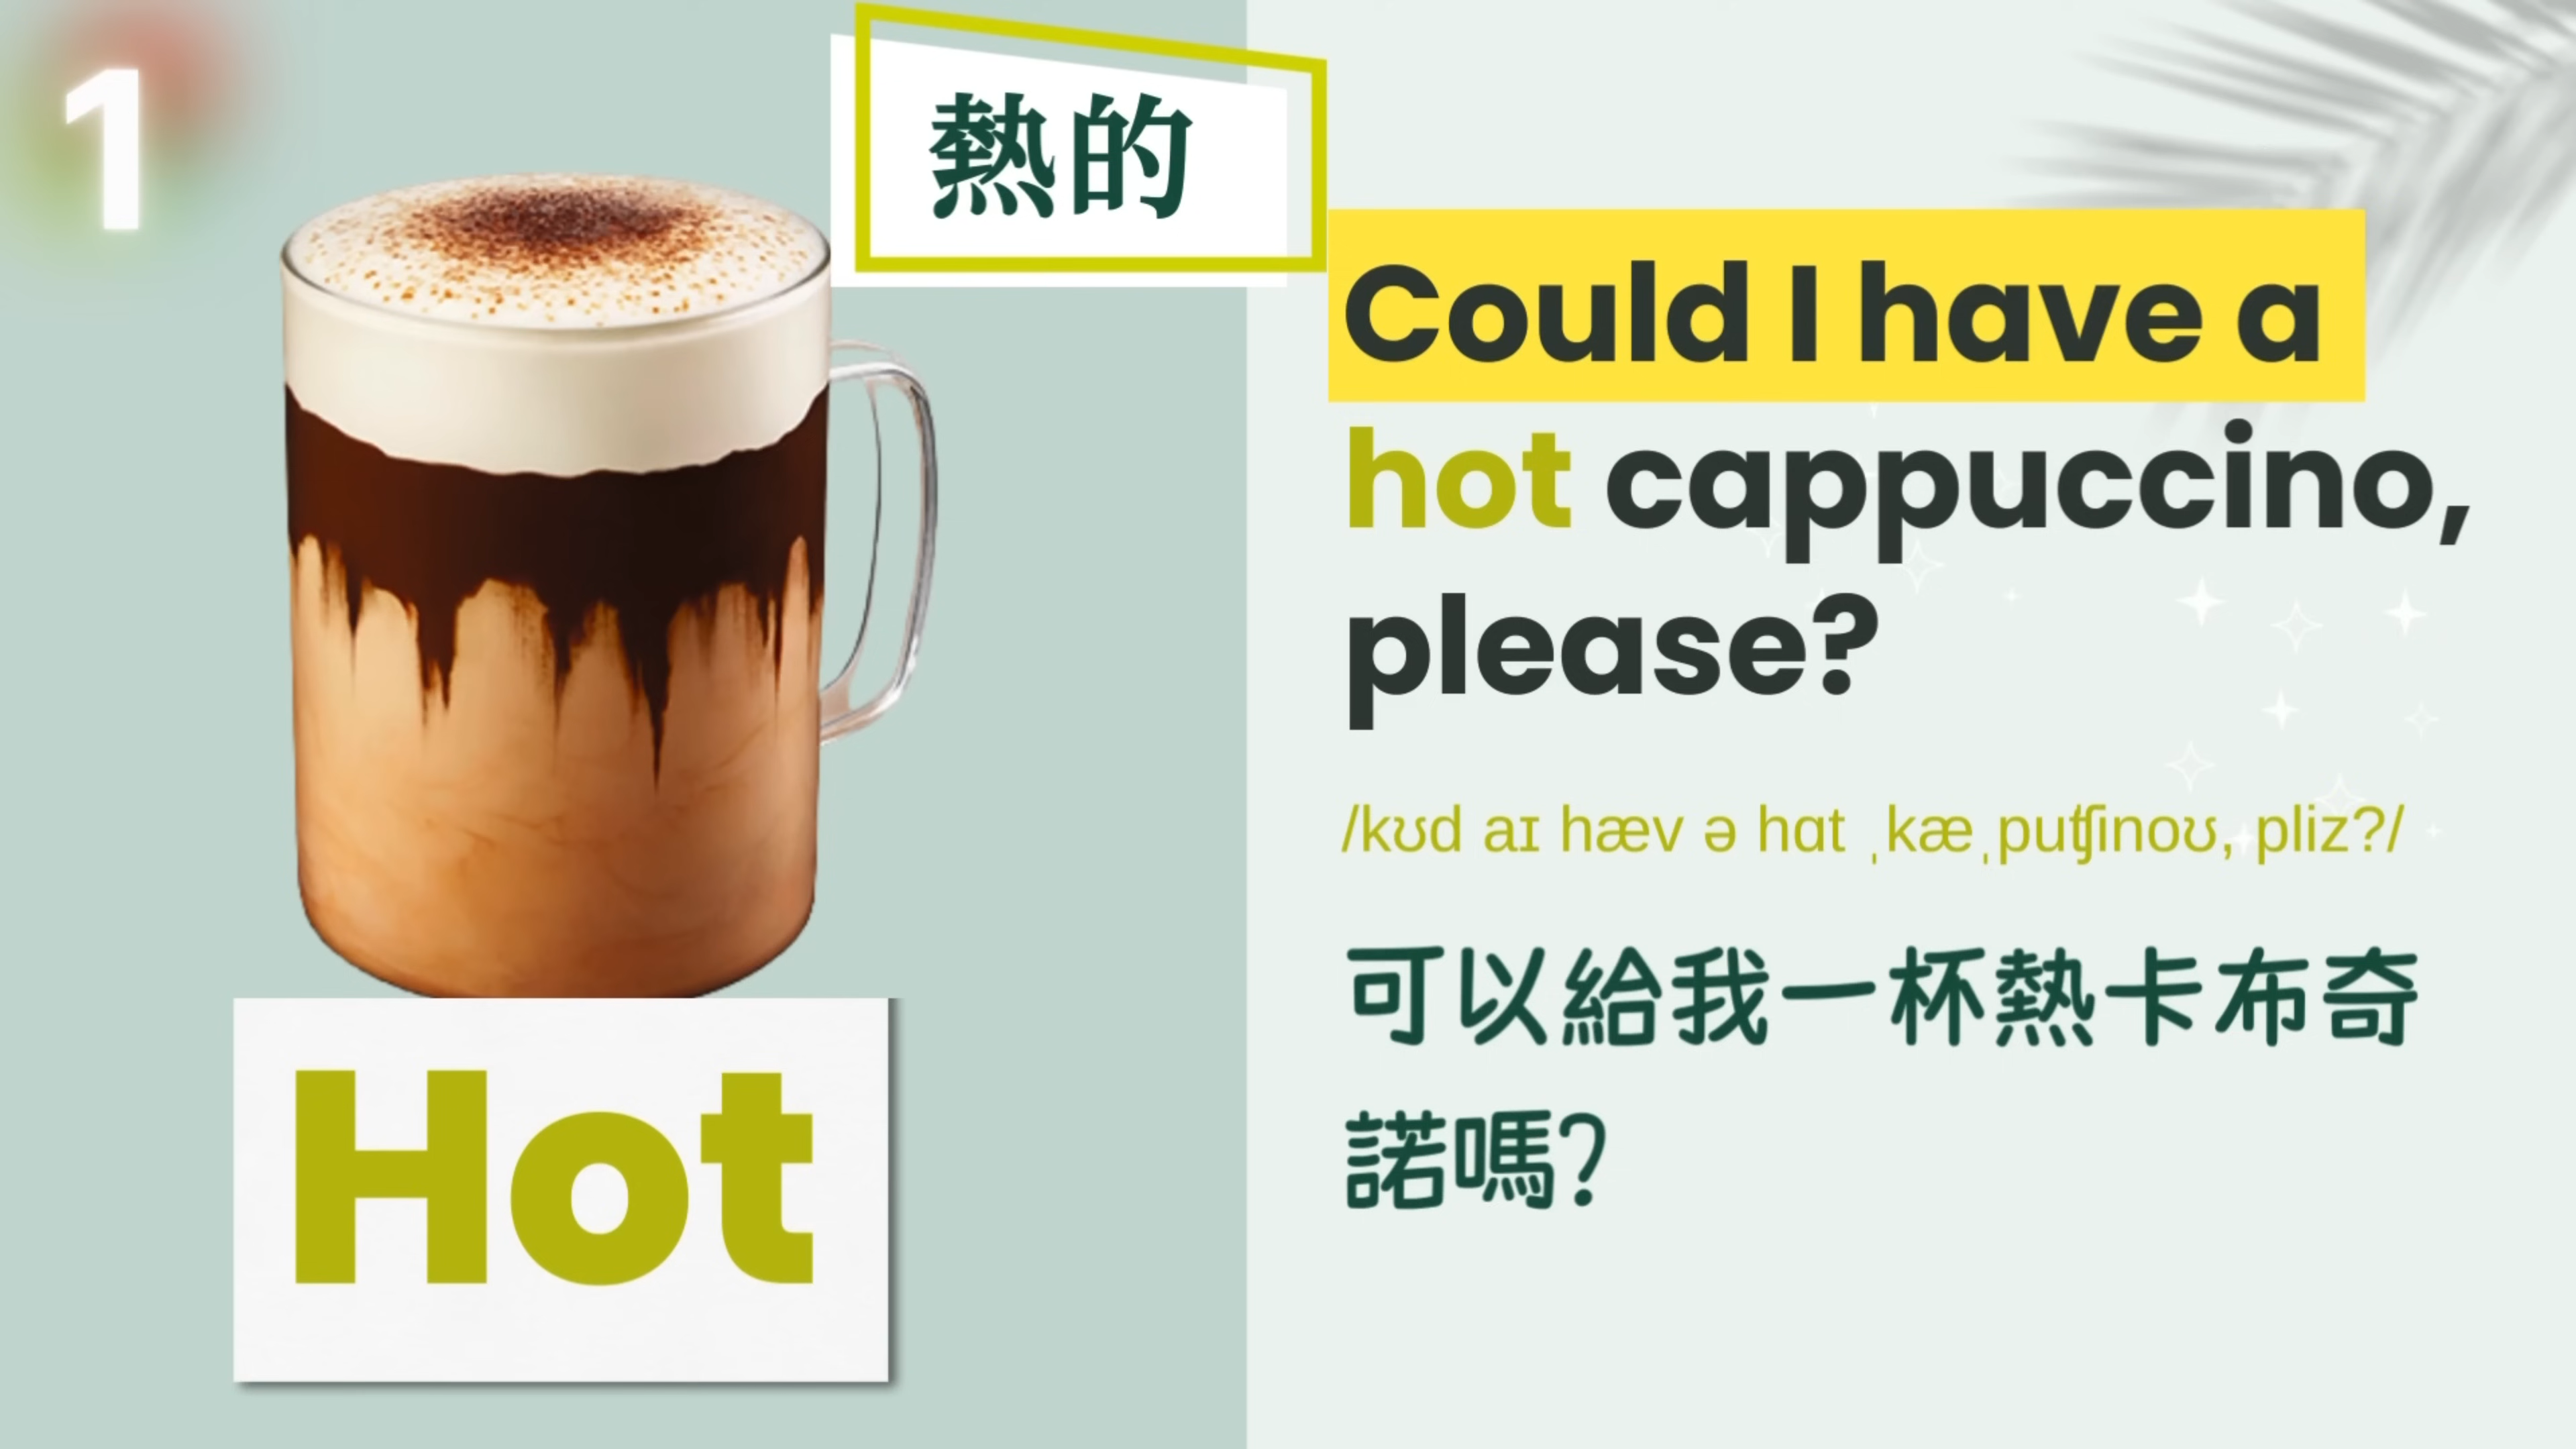 1
熱的
Could I have a
hot cappuccino,
please?
/kʊd aɪ hæv ə hɑt ˌkæˌpuʧinoʊ, pliz?/
可以給我一杯熱卡布奇
諾嗎?
Hot